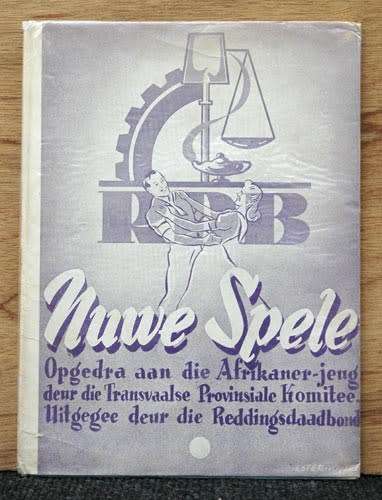 RDB
Nuwe Spele
Opgedra aan die Afrikaner-jeug
deur die Transvaalse Provinsiale Komitee.
Uitgegee deur die Reddingsdaadbond